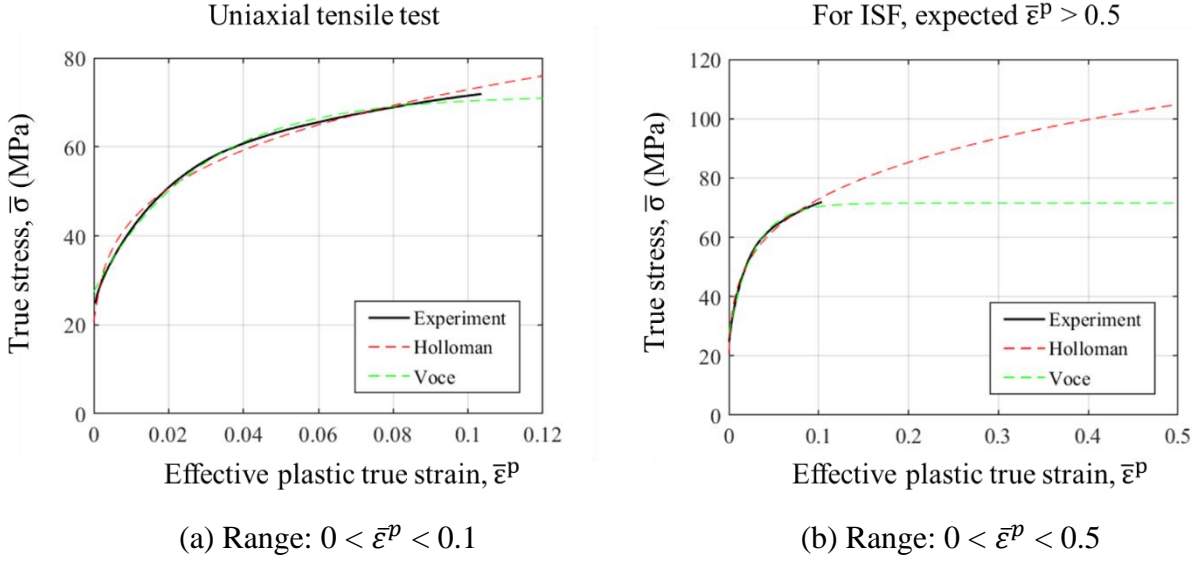 Uniaxial tensile test
True stress, σ̅ (MPa)
80
60
40
20
0
Experiment
Holloman
Voce
0 0.02 0.04 0.06 0.08 0.1 0.12
Effective plastic true strain, ε̅ᵖ
(a) Range: 0 < ε̅ᵖ < 0.1
For ISF, expected ε̅ᵖ > 0.5
True stress, σ̅ (MPa)
120
100
80
60
40
20
0
Experiment
Holloman
Voce
0 0.1 0.2 0.3 0.4 0.5
Effective plastic true strain, ε̅ᵖ
(b) Range: 0 < ε̅ᵖ < 0.5